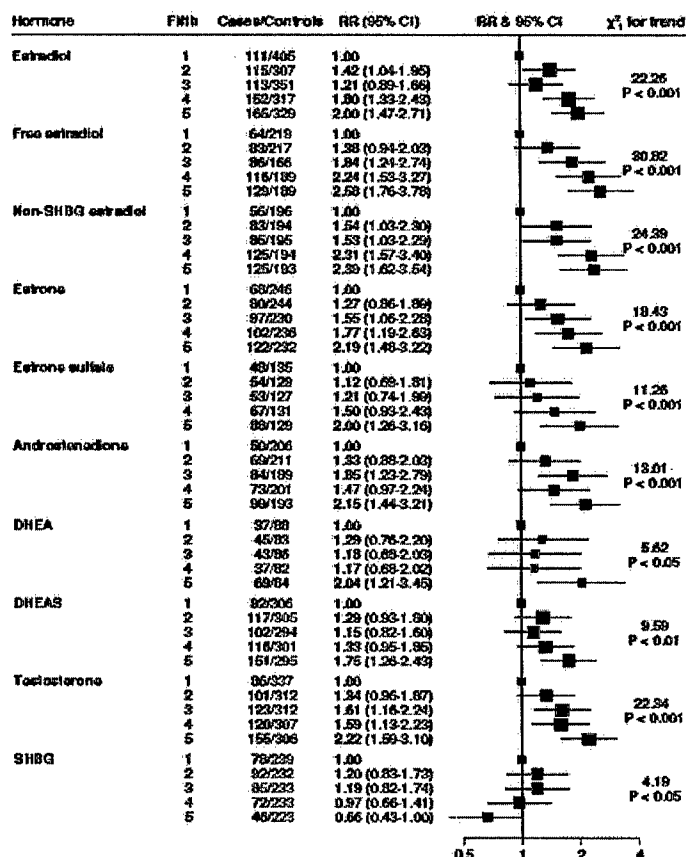 Hormone Fifth Cases/Controls RR (95% CI) RR & 95% CI χ²₁ for trend
Estradiol 1 111/405 1.00
2 115/307 1.42 (1.04-1.95)
3 113/351 1.21 (0.89-1.66)
4 152/317 1.80 (1.33-2.43)
5 165/329 2.00 (1.47-2.71)
22.26
P < 0.001
Free estradiol 1 64/219 1.00
2 83/217 1.38 (0.94-2.03)
3 86/166 1.84 (1.24-2.74)
4 116/189 2.24 (1.53-3.27)
5 129/189 2.58 (1.76-3.78)
30.82
P < 0.001
Non-SHBG estradiol 1 56/196 1.00
2 83/194 1.54 (1.03-2.30)
3 85/195 1.53 (1.03-2.29)
4 125/194 2.31 (1.57-3.40)
5 125/193 2.39 (1.62-3.54)
24.39
P < 0.001
Estrone 1 68/246 1.00
2 80/244 1.27 (0.86-1.89)
3 97/230 1.55 (1.06-2.28)
4 102/236 1.77 (1.19-2.63)
5 122/232 2.19 (1.48-3.22)
18.43
P < 0.001
Estrone sulfate 1 48/135 1.00
2 54/129 1.12 (0.69-1.81)
3 53/127 1.21 (0.74-1.99)
4 67/131 1.50 (0.93-2.43)
5 88/129 2.00 (1.26-3.16)
11.26
P < 0.001
Androstenedione 1 50/206 1.00
2 69/211 1.33 (0.88-2.03)
3 84/189 1.85 (1.23-2.79)
4 73/201 1.47 (0.97-2.24)
5 99/193 2.15 (1.44-3.21)
13.01
P < 0.001
DHEA 1 37/88 1.00
2 45/83 1.29 (0.76-2.20)
3 43/86 1.18 (0.68-2.03)
4 37/82 1.17 (0.68-2.02)
5 69/84 2.04 (1.21-3.45)
5.62
P < 0.05
DHEAS 1 92/306 1.00
2 117/305 1.29 (0.93-1.80)
3 102/294 1.15 (0.82-1.60)
4 116/301 1.33 (0.95-1.85)
5 151/295 1.75 (1.26-2.43)
9.59
P < 0.01
Testosterone 1 86/337 1.00
2 101/312 1.34 (0.96-1.87)
3 123/312 1.61 (1.16-2.24)
4 120/307 1.59 (1.13-2.23)
5 155/306 2.22 (1.59-3.10)
22.34
P < 0.001
SHBG 1 78/239 1.00
2 92/232 1.20 (0.83-1.73)
3 85/233 1.19 (0.82-1.74)
4 72/233 0.97 (0.66-1.41)
5 46/223 0.66 (0.43-1.00)
4.19
P < 0.05
0.5 1 2 4